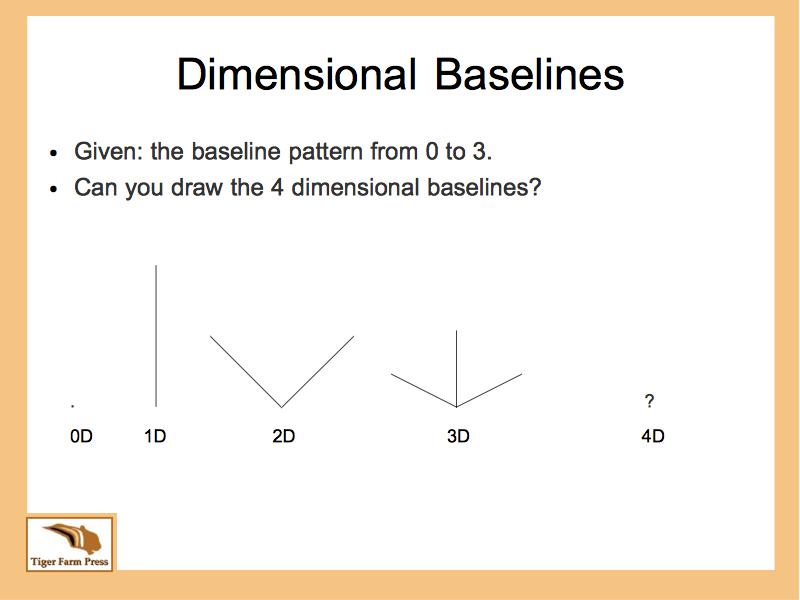 Dimensional Baselines
• Given: the baseline pattern from 0 to 3.
• Can you draw the 4 dimensional baselines?
. ?
0D 1D 2D 3D 4D
Tiger Farm Press